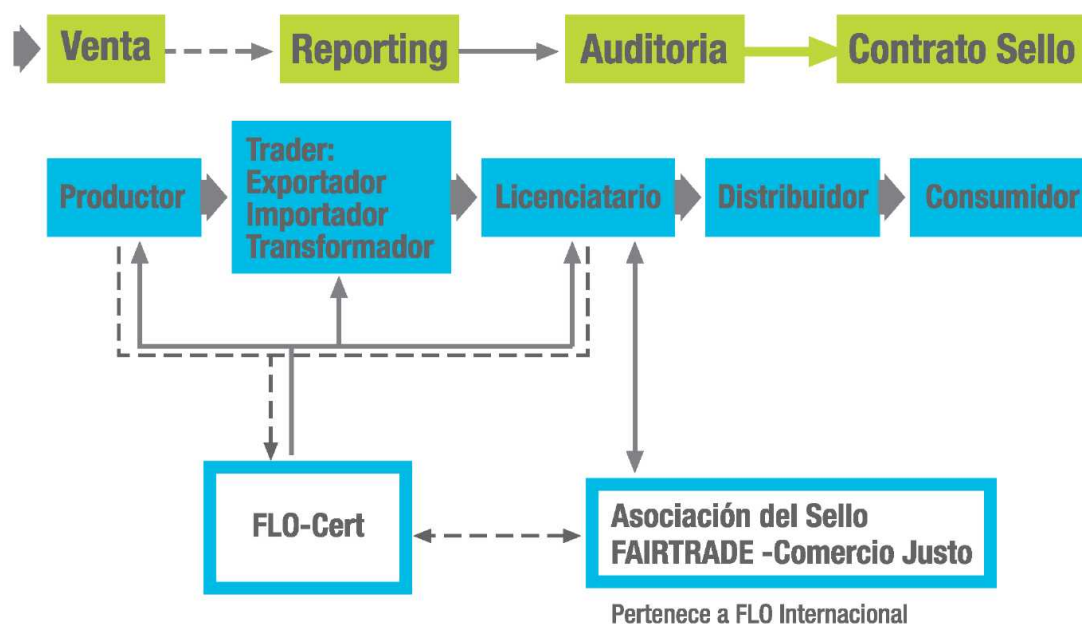 Venta
Reporting
Auditoria
Contrato Sello
Productor
Trader:
Exportador
Importador
Transformador
Licenciatario
Distribuidor
Consumidor
FLO-Cert
Asociación del Sello
FAIRTRADE -Comercio Justo
Pertenece a FLO Internacional